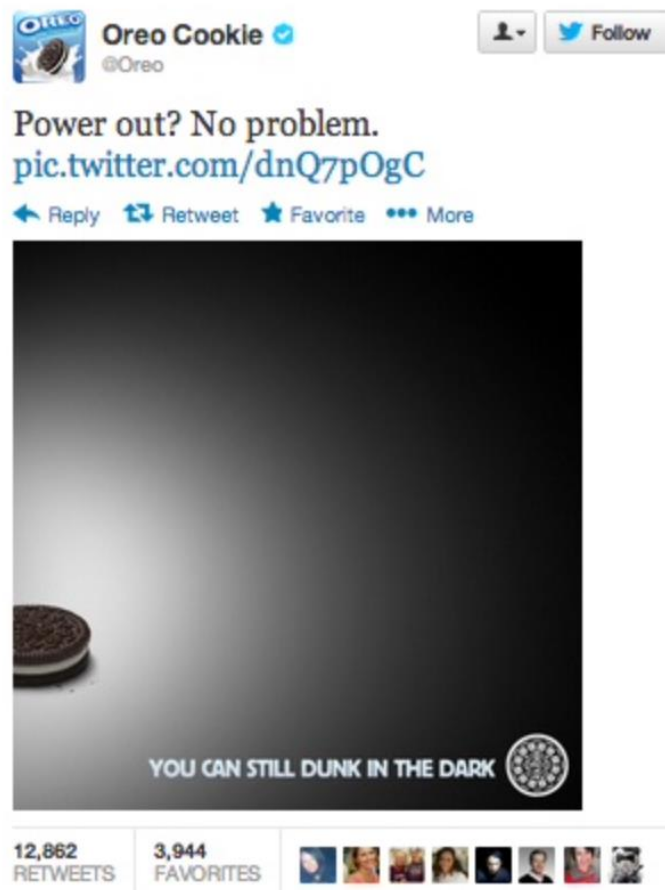 OREO
Oreo Cookie
@Oreo
Follow
Power out? No problem.
pic.twitter.com/dnQ7pOgC
Reply Retweet Favorite More
YOU CAN STILL DUNK IN THE DARK
12,862 3,944
RETWEETS FAVORITES